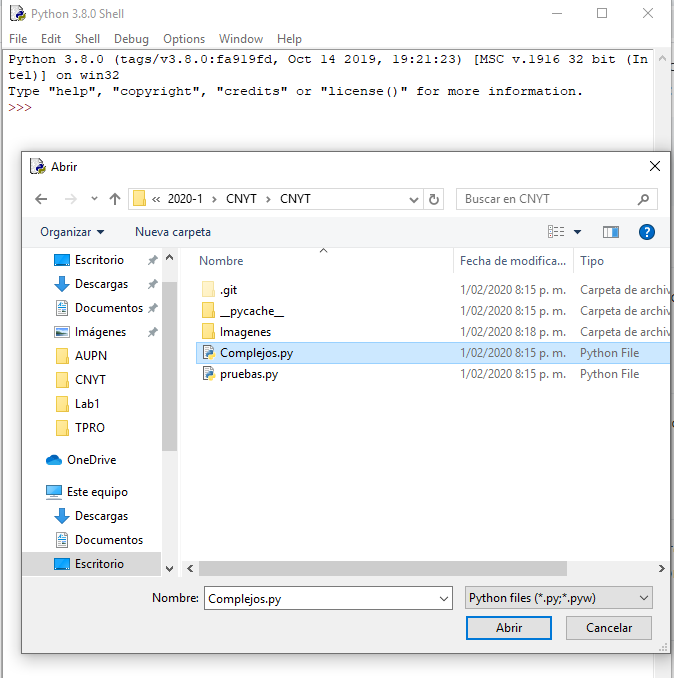 Python 3.8.0 Shell
File Edit Shell Debug Options Window Help
Python 3.8.0 (tags/v3.8.0:fa919fd, Oct 14 2019, 19:21:23) [MSC v.1916 32 bit (In
tel)] on win32
Type "help", "copyright", "credits" or "license()" for more information.
>>>
Abrir
« 2020-1 > CNYT > CNYT
Buscar en CNYT
Organizar
Nueva carpeta
Nombre Fecha de modifica... Tipo
Escritorio
Descargas
Documentos
Imágenes
AUPN
CNYT
Lab1
TPRO
OneDrive
Este equipo
Descargas
Documentos
Escritorio
.git 1/02/2020 8:15 p. m. Carpeta de archiv
__pycache__ 1/02/2020 8:15 p. m. Carpeta de archiv
Imagenes 1/02/2020 8:18 p. m. Carpeta de archiv
Complejos.py 1/02/2020 8:15 p. m. Python File
pruebas.py 1/02/2020 8:15 p. m. Python File
Nombre: Complejos.py
Python files (*.py;*.pyw)
Abrir Cancelar